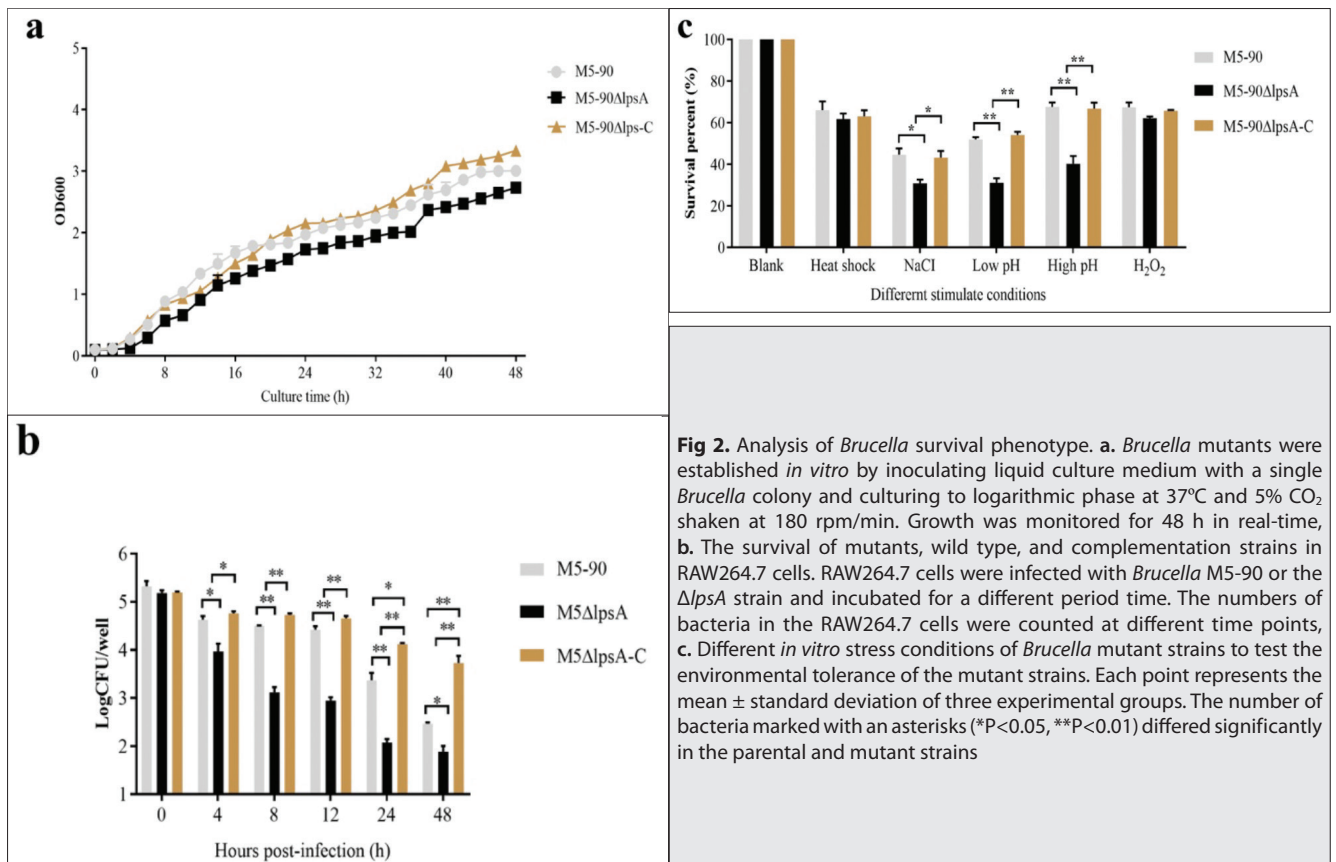 a
5
4
3
2
1
0
OD600
0 8 16 24 32 40 48
Culture time (h)
M5-90
M5-90ΔlpsA
M5-90Δlps-C
b
6
5
4
3
2
1
LogCFU/well
* *
** **
** **
*
**
**
**
**
*
0 4 8 12 24 48
Hours post-infection (h)
M5-90
M5ΔlpsA
M5ΔlpsA-C
c
100
80
60
40
20
0
Survival percent (%)
* *
** **
** **
Blank Heat shock NaCI Low pH High pH H₂O₂
Differernt stimulate conditions
M5-90
M5-90ΔlpsA
M5-90ΔlpsA-C
Fig 2. Analysis of Brucella survival phenotype. a. Brucella mutants were
established in vitro by inoculating liquid culture medium with a single
Brucella colony and culturing to logarithmic phase at 37ºC and 5% CO₂
shaken at 180 rpm/min. Growth was monitored for 48 h in real-time,
b. The survival of mutants, wild type, and complementation strains in
RAW264.7 cells. RAW264.7 cells were infected with Brucella M5-90 or the
ΔlpsA strain and incubated for a different period time. The numbers of
bacteria in the RAW264.7 cells were counted at different time points,
c. Different in vitro stress conditions of Brucella mutant strains to test the
environmental tolerance of the mutant strains. Each point represents the
mean ± standard deviation of three experimental groups. The number of
bacteria marked with an asterisks (*P<0.05, **P<0.01) differed significantly
in the parental and mutant strains